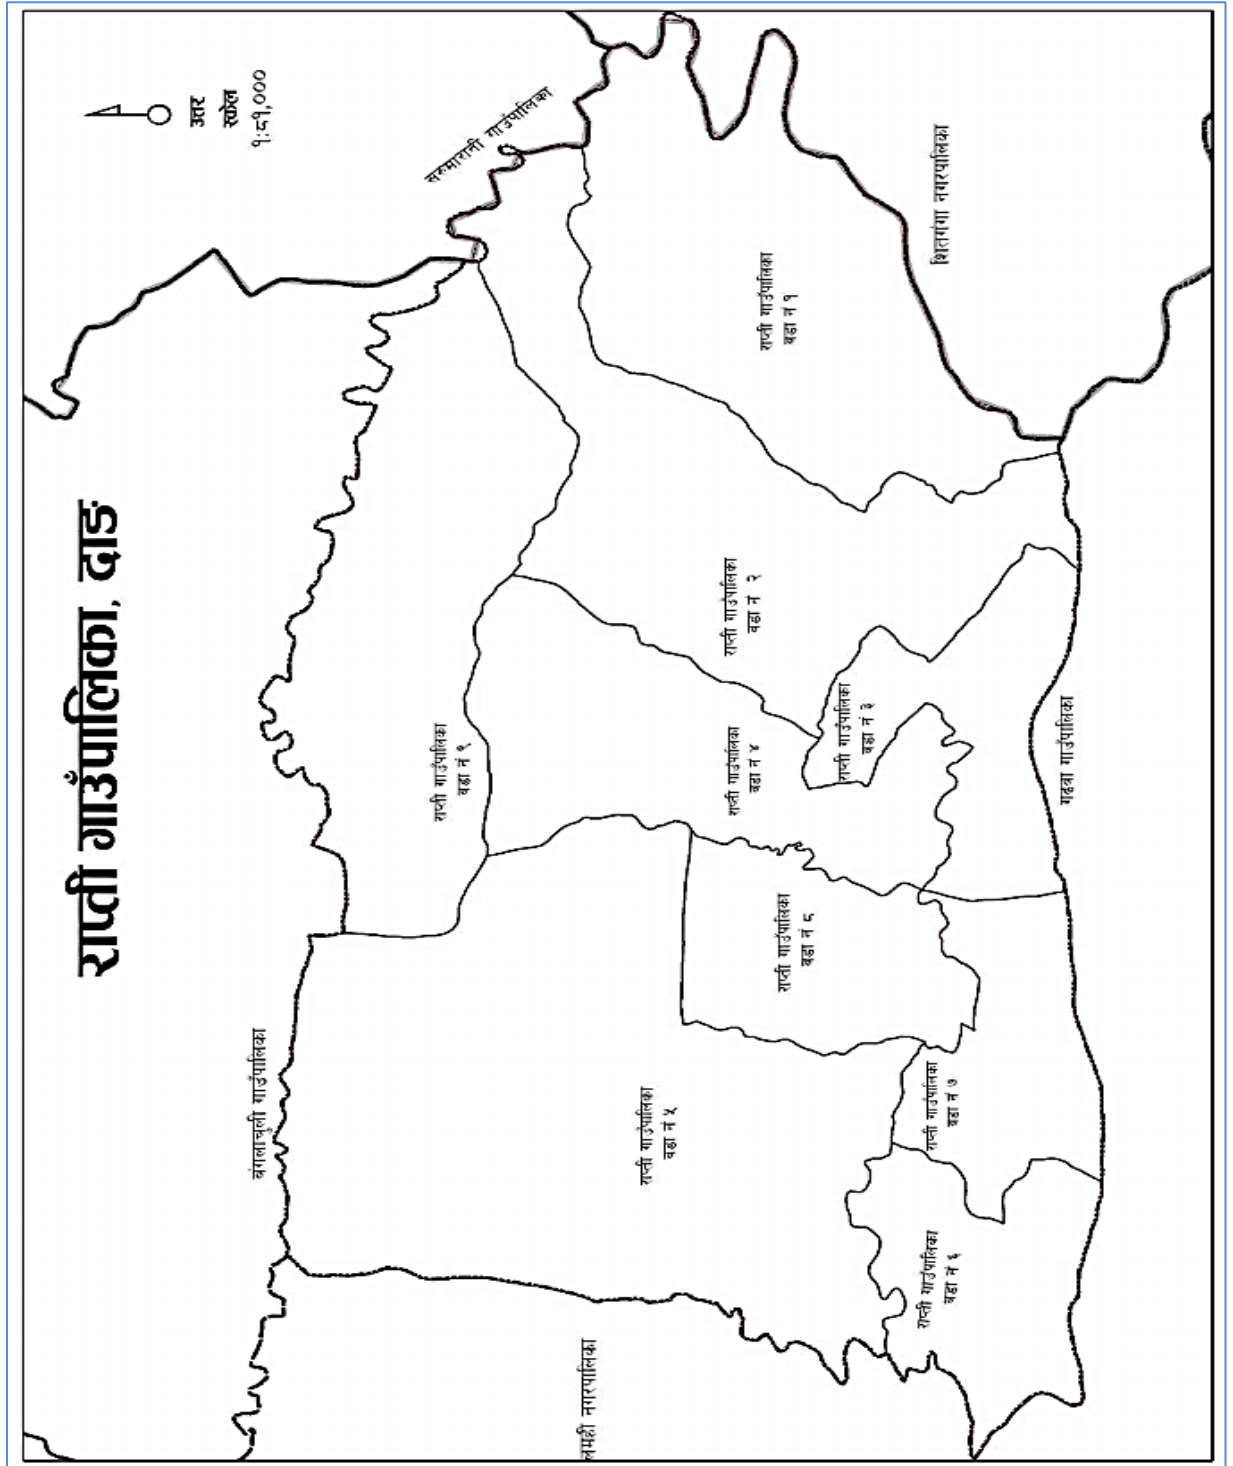 राप्ती गाउँपालिका, दाङ
उत्तर
स्केल
१:८१,०००
सरुमारानी गाउँपालिका
शितगंगा नगरपालिका
राप्ती गाउँपालिका
वडा नं १
राप्ती गाउँपालिका
वडा नं २
राप्ती गाउँपालिका
वडा नं ३
राप्ती गाउँपालिका
वडा नं ४
राप्ती गाउँपालिका
वडा नं ९
गढवा गाउँपालिका
राप्ती गाउँपालिका
वडा नं ८
बंगलाचुली गाउँपालिका
राप्ती गाउँपालिका
वडा नं ५
राप्ती गाउँपालिका
वडा नं ७
राप्ती गाउँपालिका
वडा नं ६
लमही नगरपालिका